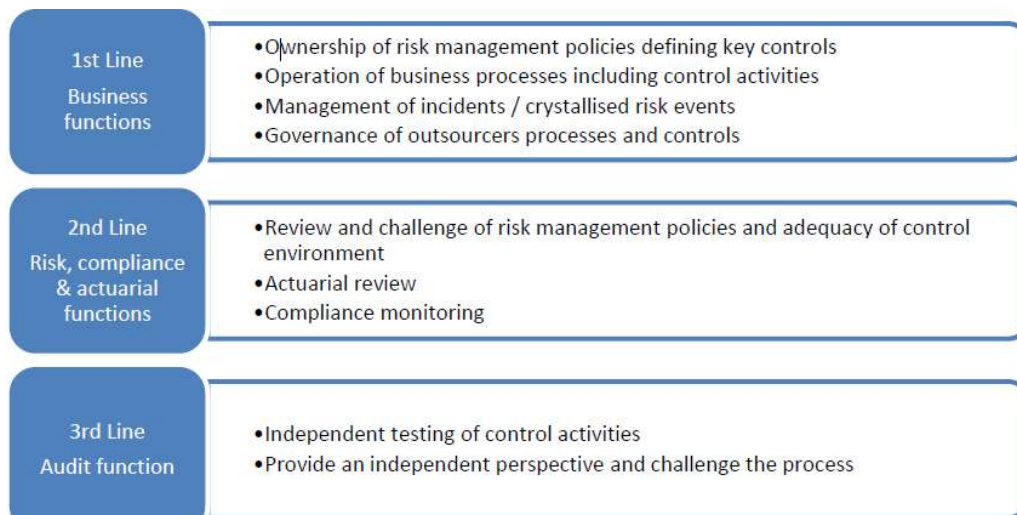 1st Line
Business
functions
•Ownership of risk management policies defining key controls
•Operation of business processes including control activities
•Management of incidents / crystallised risk events
•Governance of outsourcers processes and controls
2nd Line
Risk, compliance
& actuarial
functions
•Review and challenge of risk management policies and adequacy of control
environment
•Actuarial review
•Compliance monitoring
3rd Line
Audit function
•Independent testing of control activities
•Provide an independent perspective and challenge the process